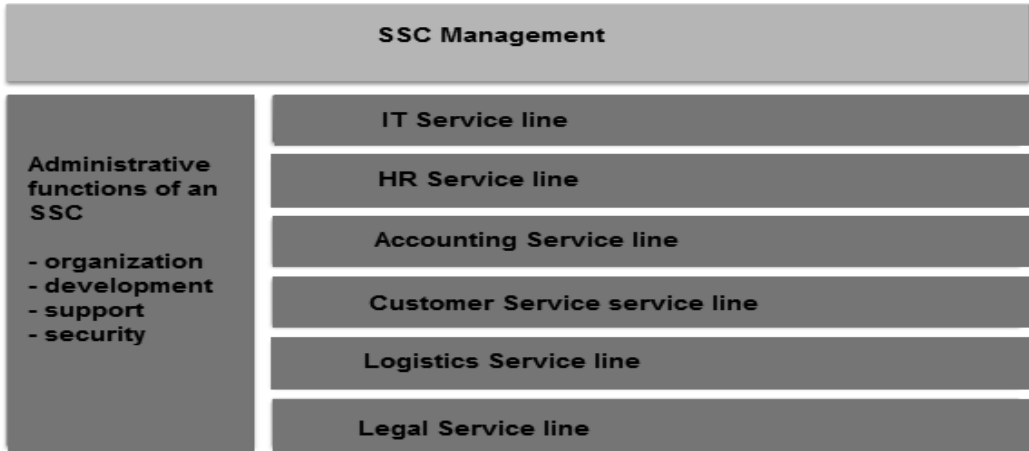 SSC Management
Administrative
functions of an
SSC
- organization
- development
- support
- security
IT Service line
HR Service line
Accounting Service line
Customer Service service line
Logistics Service line
Legal Service line